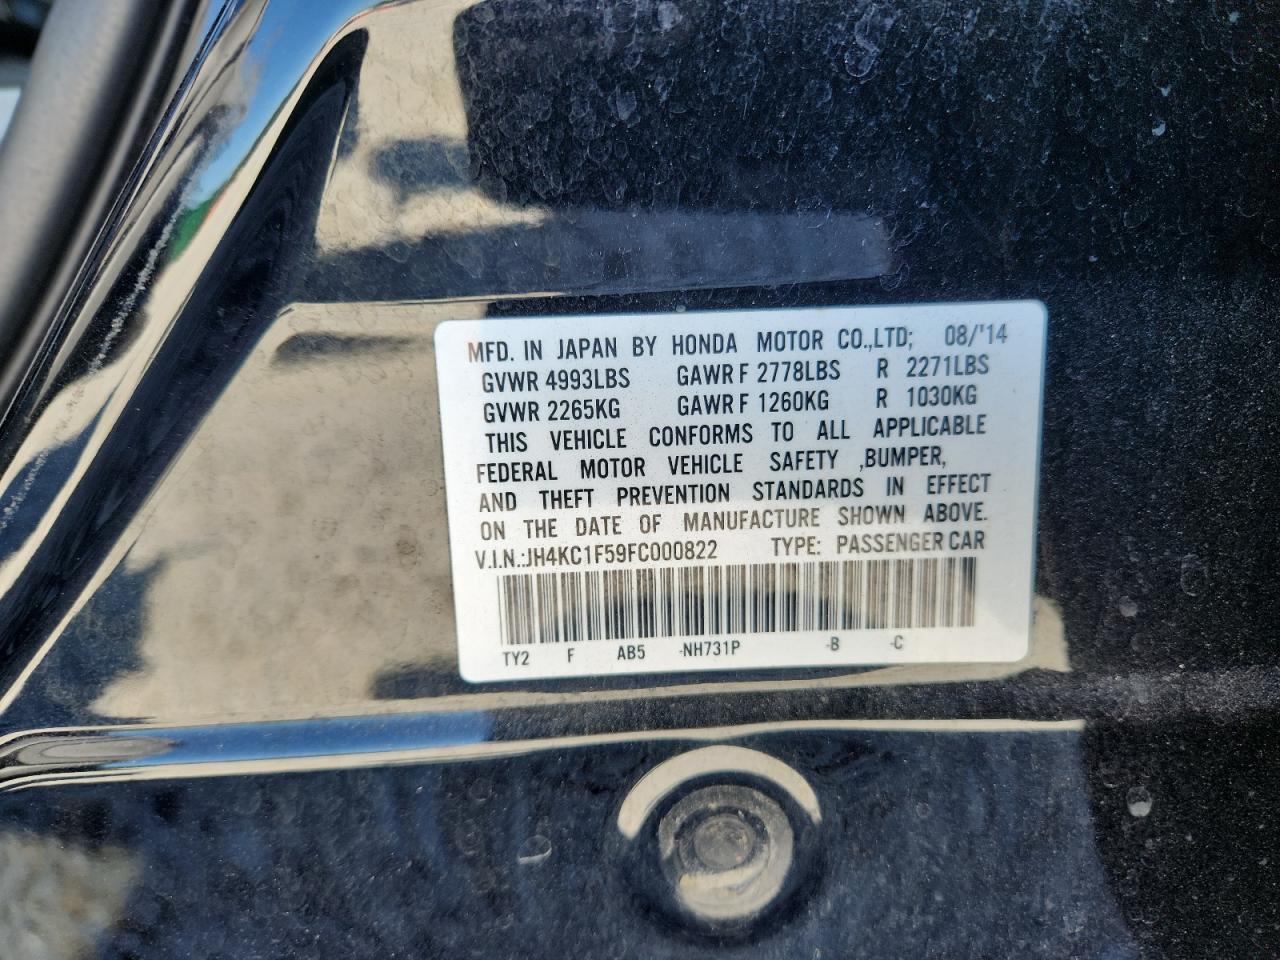 MFD. IN JAPAN BY HONDA MOTOR CO.,LTD; 08/'14
GVWR 4993LBS GAWR F 2778LBS R 2271LBS
GVWR 2265KG GAWR F 1260KG R 1030KG
THIS VEHICLE CONFORMS TO ALL APPLICABLE
FEDERAL MOTOR VEHICLE SAFETY ,BUMPER,
AND THEFT PREVENTION STANDARDS IN EFFECT
ON THE DATE OF MANUFACTURE SHOWN ABOVE.
V.I.N.:JH4KC1F59FC000822 TYPE: PASSENGER CAR
TY2 F AB5 -NH731P -B -C